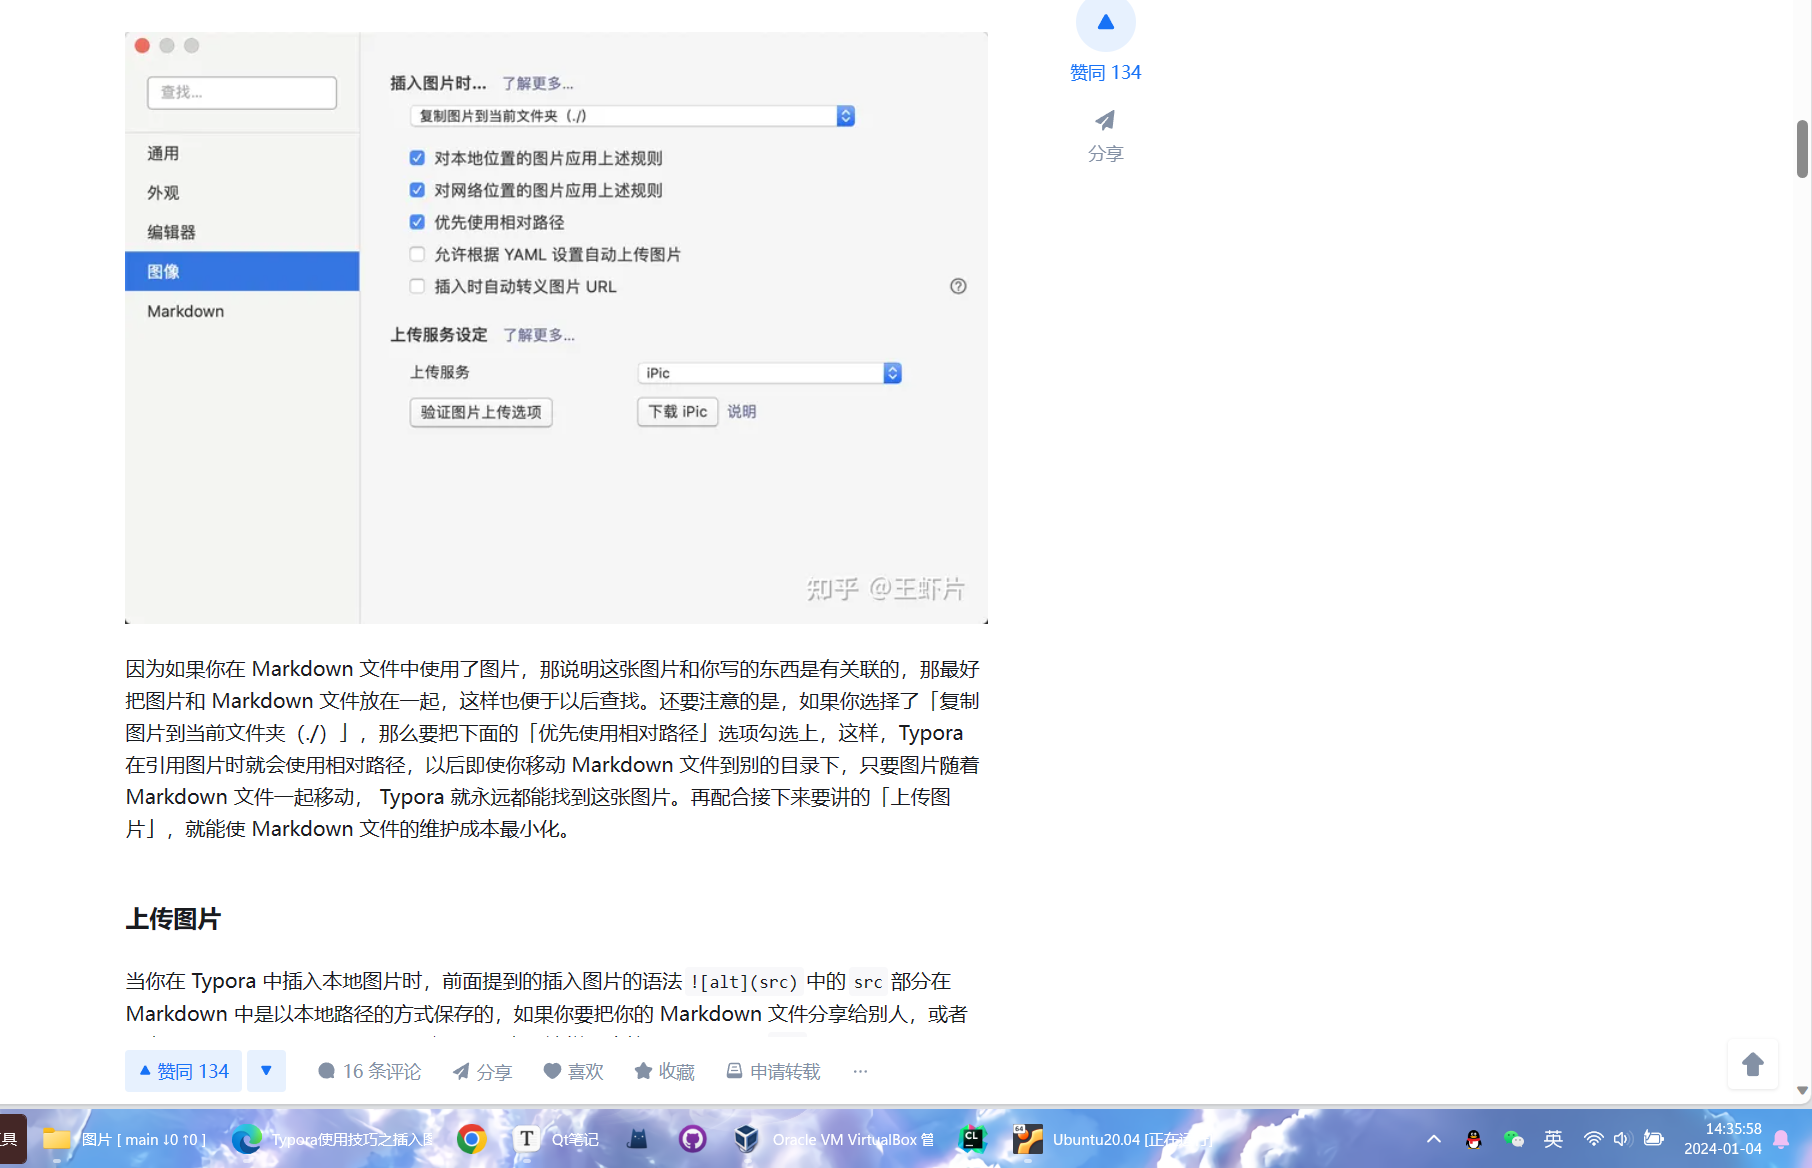 查找...
通用
外观
编辑器
图像
Markdown
插入图片时... 了解更多...
复制图片到当前文件夹（./）
对本地位置的图片应用上述规则
对网络位置的图片应用上述规则
优先使用相对路径
允许根据 YAML 设置自动上传图片
插入时自动转义图片 URL
上传服务设定 了解更多...
上传服务 iPic
验证图片上传选项 下载 iPic 说明
知乎 @王虾片
赞同 134
分享
因为如果你在 Markdown 文件中使用了图片，那说明这张图片和你写的东西是有关联的，那最好
把图片和 Markdown 文件放在一起，这样也便于以后查找。还要注意的是，如果你选择了「复制
图片到当前文件夹（./）」，那么要把下面的「优先使用相对路径」选项勾选上，这样，Typora
在引用图片时就会使用相对路径，以后即使你移动 Markdown 文件到别的目录下，只要图片随着
Markdown 文件一起移动， Typora 就永远都能找到这张图片。再配合接下来要讲的「上传图
片」，就能使 Markdown 文件的维护成本最小化。
上传图片
当你在 Typora 中插入本地图片时，前面提到的插入图片的语法 ![alt](src) 中的 src 部分在
Markdown 中是以本地路径的方式保存的，如果你要把你的 Markdown 文件分享给别人，或者
赞同 134 16 条评论 分享 喜欢 收藏 申请转载 ...
具 图片 [ main ↓0 ↑0 ] Typora使用技巧之插入图 T Qt笔记 Oracle VM VirtualBox 管 CL 64 Ubuntu20.04 [正在运行] 英 14:35:58
2024-01-04